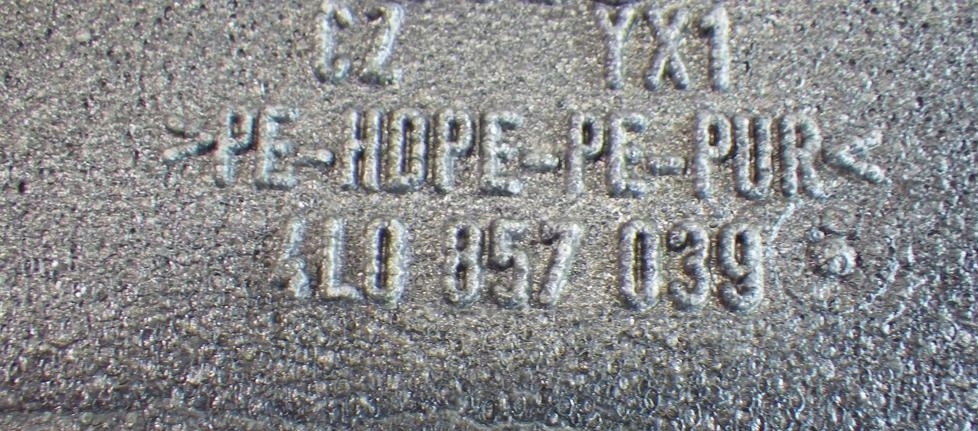 CZ YX1
>PE-HDPE-PE-PUR<
4L0 857 039